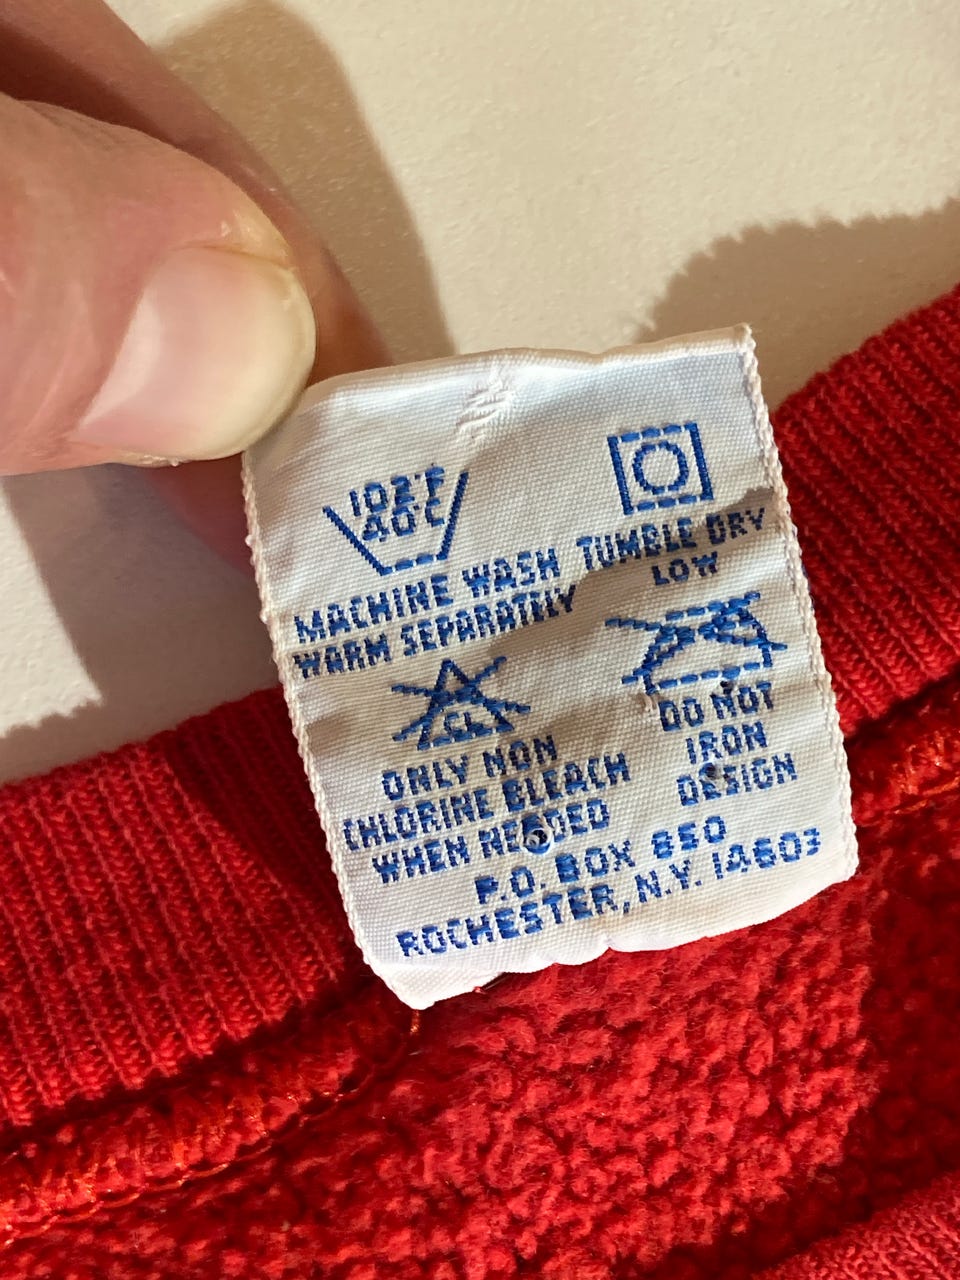 102°F
40°C
MACHINE WASH
WARM SEPARATELY
TUMBLE DRY
LOW
CL
ONLY NON
CHLORINE BLEACH
WHEN NEEDED
DO NOT
IRON
DESIGN
P.O. BOX 850
ROCHESTER, N.Y. 14603